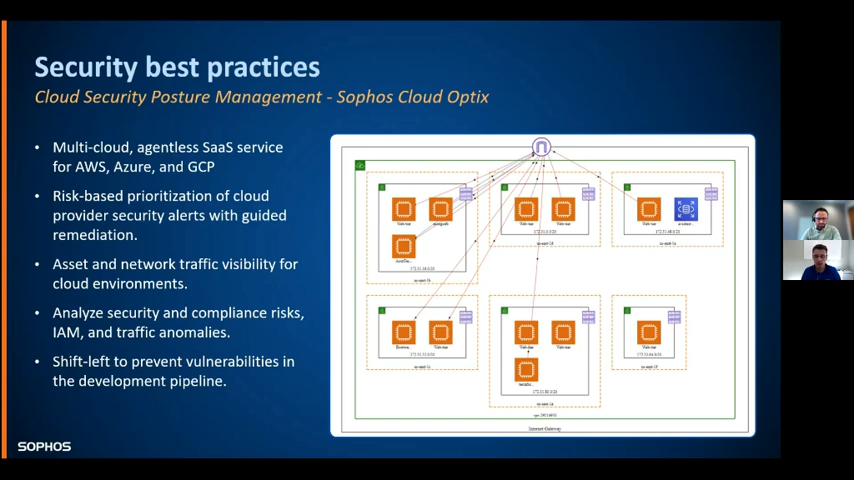 Security best practices
Cloud Security Posture Management - Sophos Cloud Optix
• Multi-cloud, agentless SaaS service
for AWS, Azure, and GCP
• Risk-based prioritization of cloud
provider security alerts with guided
remediation.
• Asset and network traffic visibility for
cloud environments.
• Analyze security and compliance risks,
IAM, and traffic anomalies.
• Shift-left to prevent vulnerabilities in
the development pipeline.
Internet Gateway
SOPHOS